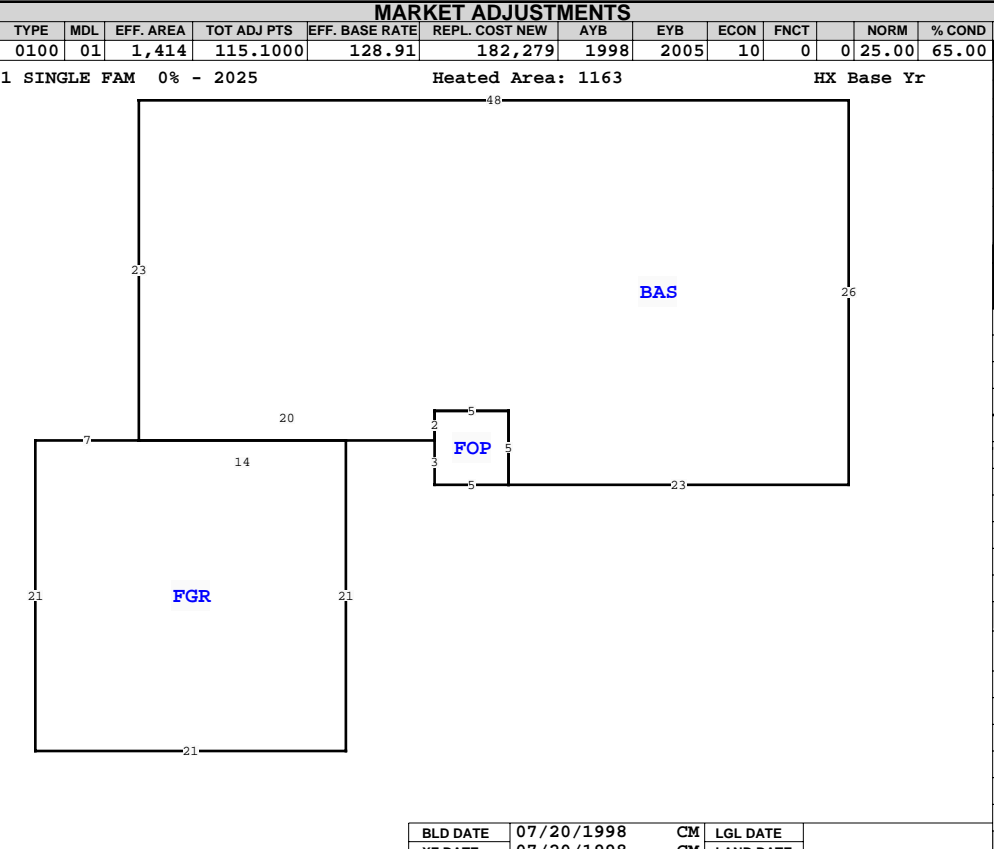 MARKET ADJUSTMENTS
TYPE MDL EFF. AREA TOT ADJ PTS EFF. BASE RATE REPL. COST NEW AYB EYB ECON FNCT NORM % COND
0100 01 1,414 115.1000 128.91 182,279 1998 2005 10 0 0 25.00 65.00
1 SINGLE FAM 0% - 2025 Heated Area: 1163 HX Base Yr
48
23
BAS
26
20
5
2
7
FOP
5
14
3
5
23
21
FGR
21
21
BLD DATE 07/20/1998 CM LGL DATE
07/20/1998 CM